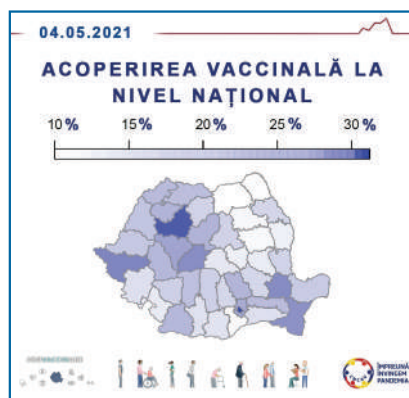 04.05.2021
ACOPERIREA VACCINALĂ LA
NIVEL NAȚIONAL
10 % 15 % 20 % 25 % 30 %
ÎMPREUNĂ
ÎNVINGEM
PANDEMIA